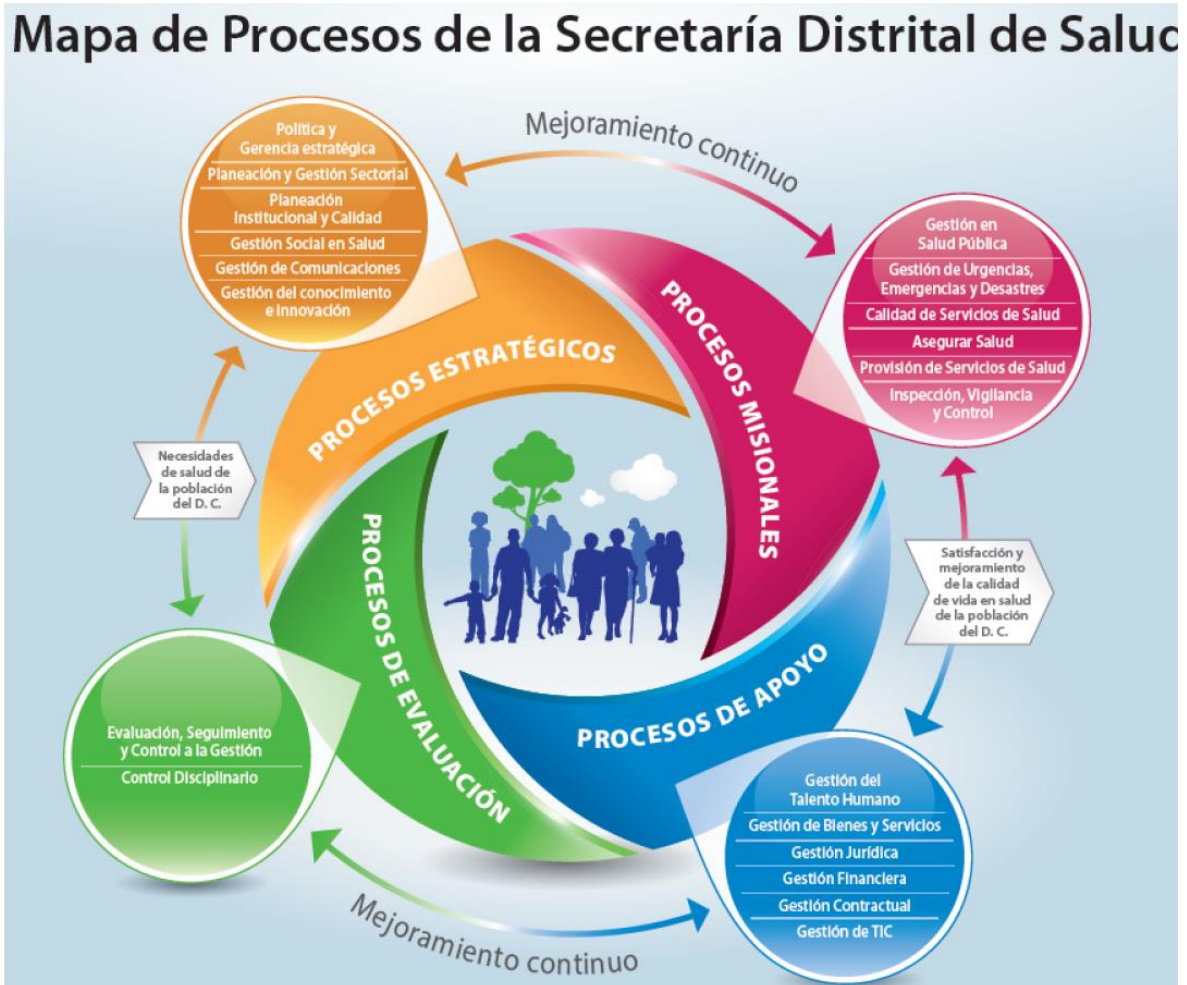 Mapa de Procesos de la Secretaría Distrital de Salud
Mejoramiento continuo
Política y
Gerencia estratégica
Planeación y Gestión Sectorial
Planeación
Institucional y Calidad
Gestión Social en Salud
Gestión de Comunicaciones
Gestión del conocimiento
e Innovación
Gestión en
Salud Pública
Gestión de Urgencias,
Emergencias y Desastres
Calidad de Servicios de Salud
Asegurar Salud
Provisión de Servicios de Salud
Inspección, Vigilancia
y Control
PROCESOS ESTRATÉGICOS
PROCESOS MISIONALES
Necesidades
de salud de
la población
del D. C.
Satisfacción y
mejoramiento
de la calidad
de vida en salud
de la población
del D. C.
PROCESOS DE EVALUACIÓN
PROCESOS DE APOYO
Evaluación, Seguimiento
y Control a la Gestión
Control Disciplinario
Gestión del
Talento Humano
Gestión de Bienes y Servicios
Gestión Jurídica
Gestión Financiera
Gestión Contractual
Gestión de TIC
Mejoramiento continuo